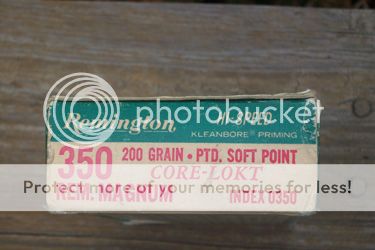 photobucket
Remington HI-SPEED
KLEANBORE® PRIMING
350 200 GRAIN • PTD. SOFT POINT
CORE-LOKT
Protect more of your memories for less!
REM. MAGNUM INDEX 0350